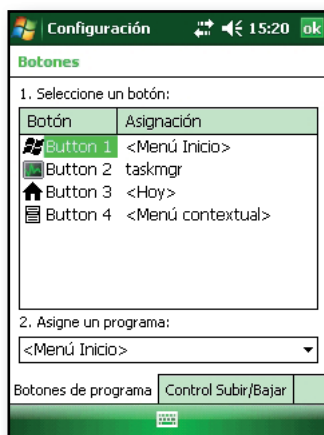 Configuración 15:20 ok
Botones
1. Seleccione un botón:
Botón Asignación
Button 1 <Menú Inicio>
Button 2 taskmgr
Button 3 <Hoy>
Button 4 <Menú contextual>
2. Asigne un programa:
<Menú Inicio>
Botones de programa Control Subir/Bajar